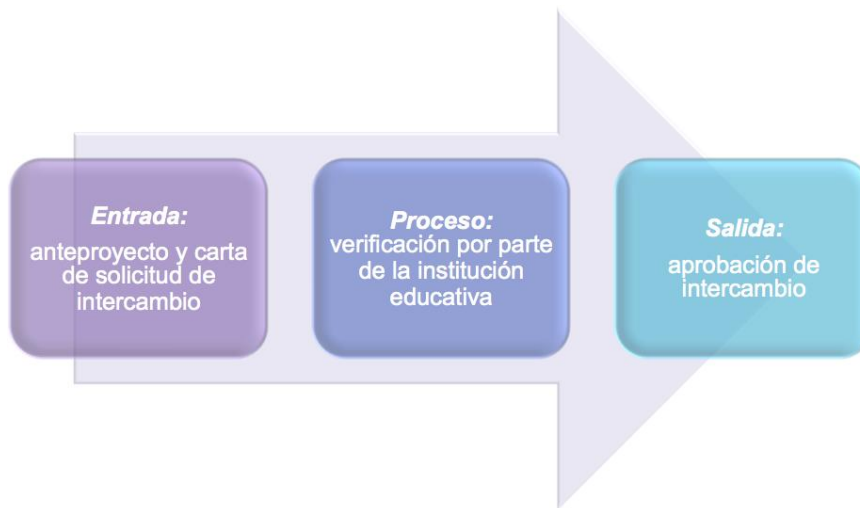 Entrada:
anteproyecto y carta
de solicitud de
intercambio
Proceso:
verificación por parte
de la institución
educativa
Salida:
aprobación de
intercambio